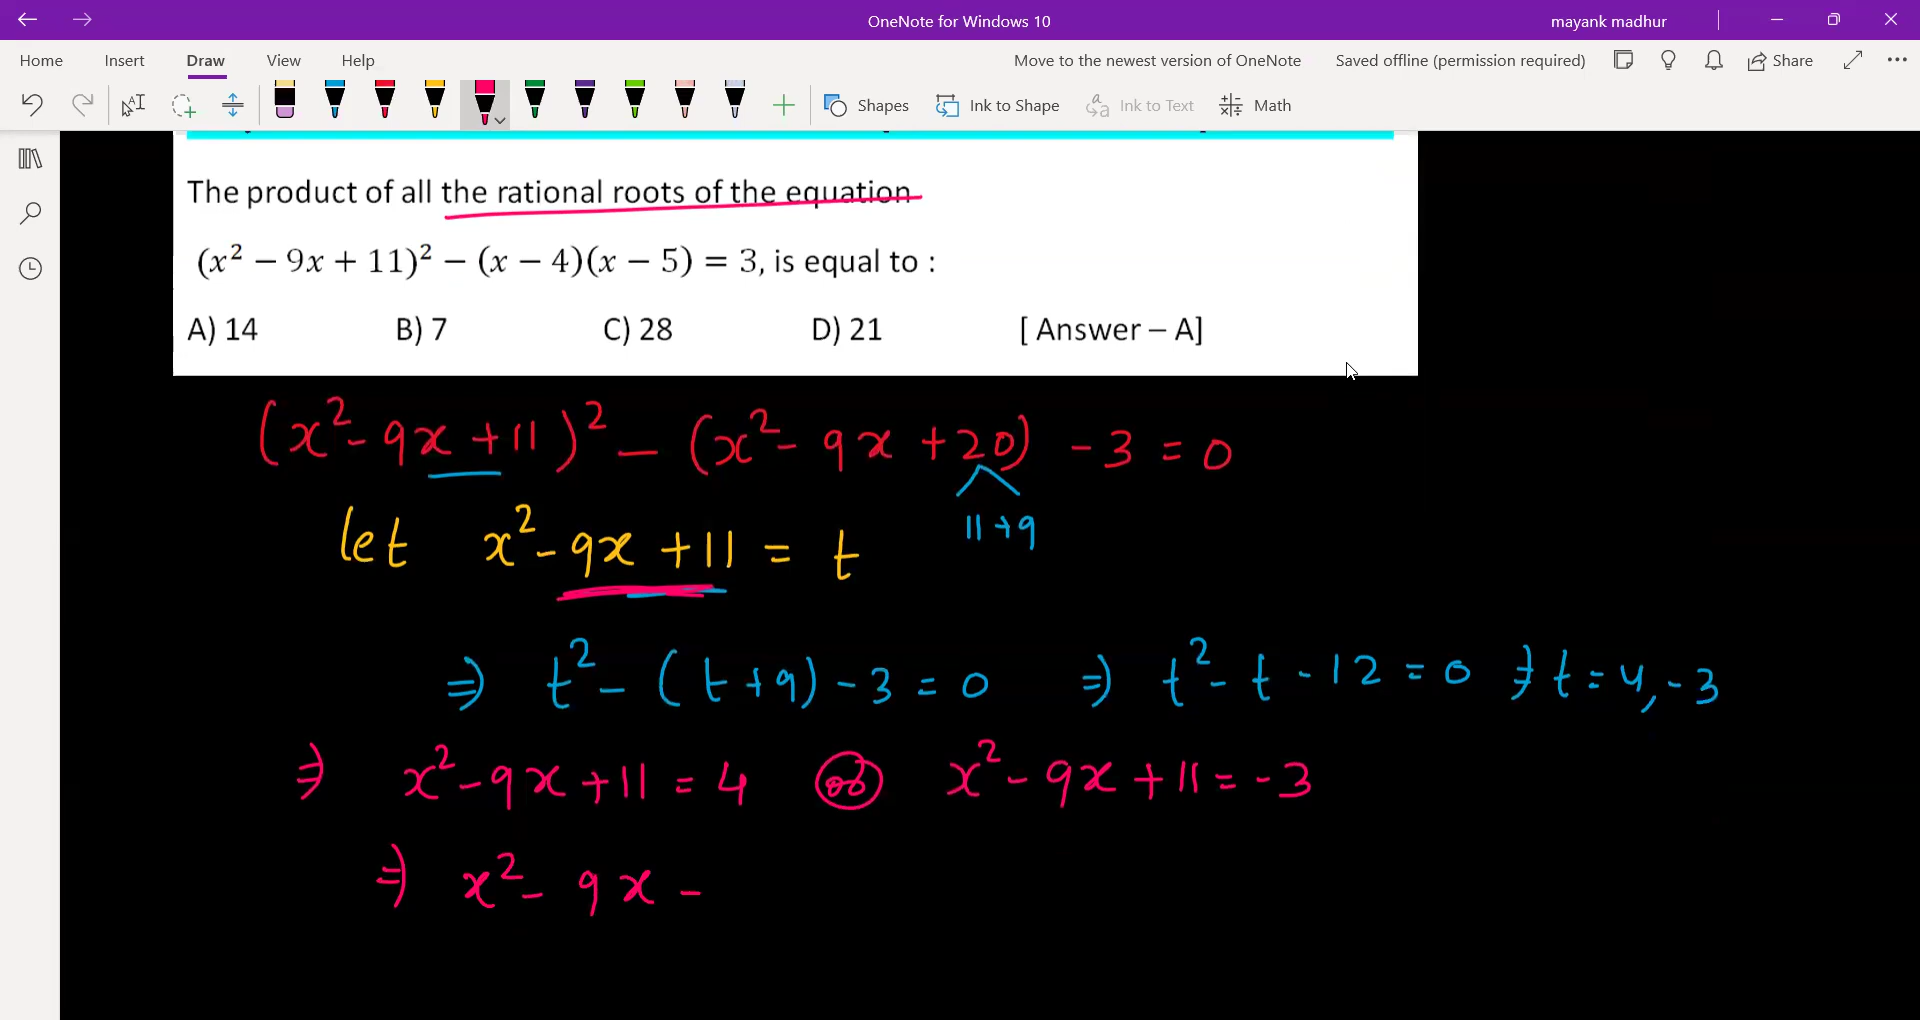 OneNote for Windows 10
mayank madhur
Home Insert Draw View Help Move to the newest version of OneNote Saved offline (permission required) Share
Shapes Ink to Shape Ink to Text Math
The product of all the rational roots of the equation
(x² − 9x + 11)² − (x − 4)(x − 5) = 3, is equal to :
A) 14 B) 7 C) 28 D) 21 [ Answer – A]
(x² - 9x + 11)² - (x² - 9x + 20) - 3 = 0
11 + 9
let x² - 9x + 11 = t
⇒ t² - (t + 9) - 3 = 0 ⇒ t² - t - 12 = 0 ⇒ t = 4, -3
⇒ x² - 9x + 11 = 4 or x² - 9x + 11 = -3
⇒ x² - 9x -